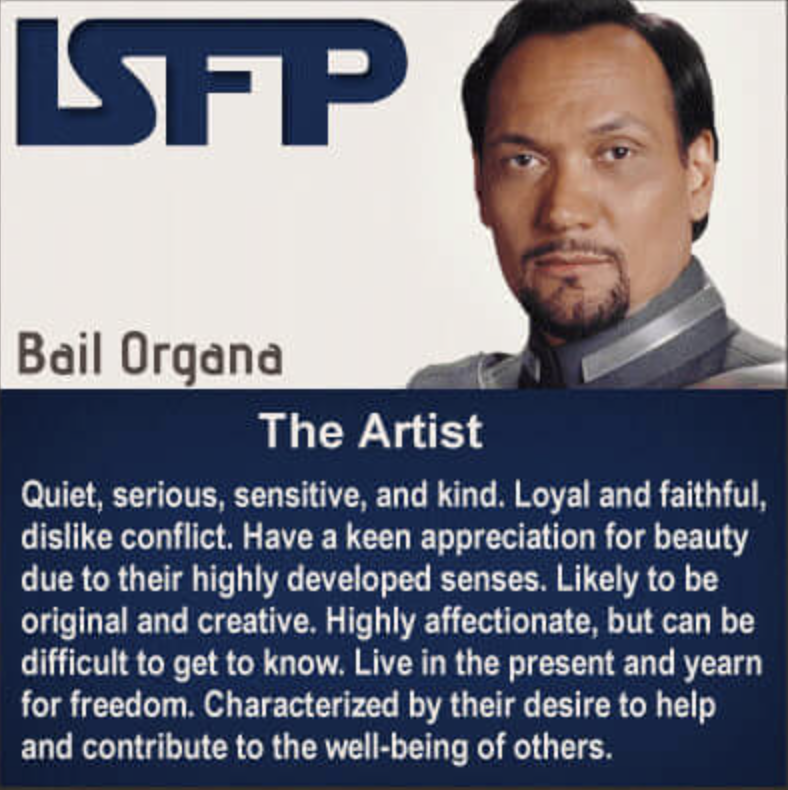 ISFP
Bail Organa
The Artist
Quiet, serious, sensitive, and kind. Loyal and faithful,
dislike conflict. Have a keen appreciation for beauty
due to their highly developed senses. Likely to be
original and creative. Highly affectionate, but can be
difficult to get to know. Live in the present and yearn
for freedom. Characterized by their desire to help
and contribute to the well-being of others.